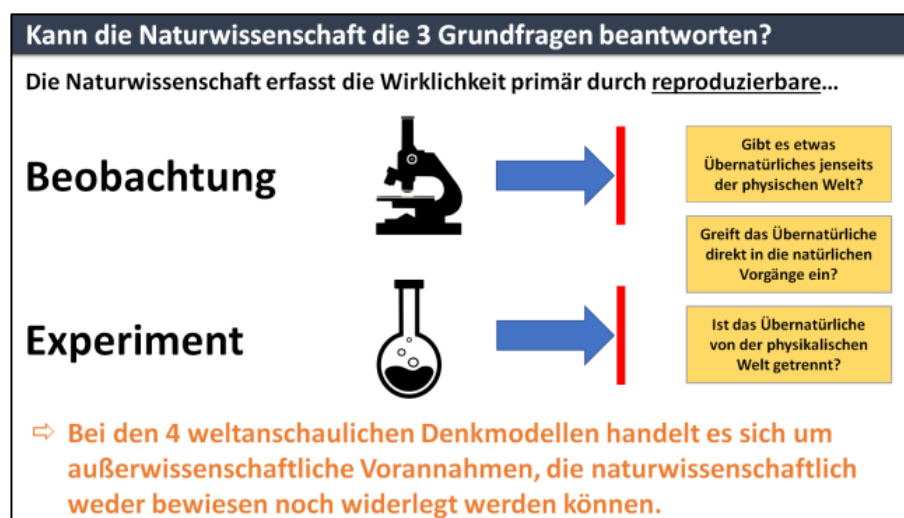 Kann die Naturwissenschaft die 3 Grundfragen beantworten?
Die Naturwissenschaft erfasst die Wirklichkeit primär durch reproduzierbare…
Beobachtung
Gibt es etwas
Übernatürliches jenseits
der physischen Welt?
Greift das Übernatürliche
direkt in die natürlichen
Vorgänge ein?
Experiment
Ist das Übernatürliche
von der physikalischen
Welt getrennt?
⇨ Bei den 4 weltanschaulichen Denkmodellen handelt es sich um
außerwissenschaftliche Vorannahmen, die naturwissenschaftlich
weder bewiesen noch widerlegt werden können.